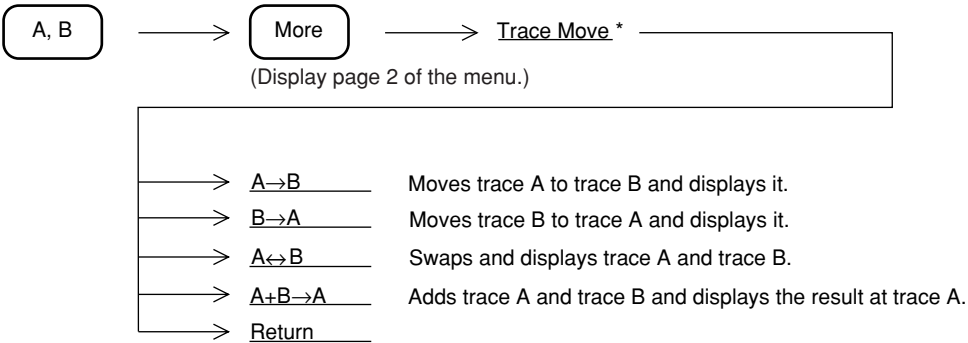 A, B More Trace Move *
(Display page 2 of the menu.)
A→B Moves trace A to trace B and displays it.
B→A Moves trace B to trace A and displays it.
A↔B Swaps and displays trace A and trace B.
A+B→A Adds trace A and trace B and displays the result at trace A.
Return